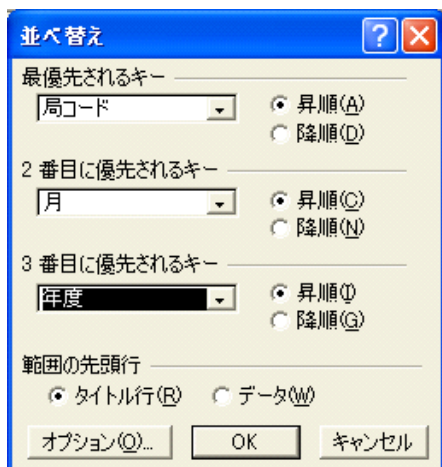 並べ替え
最優先されるキー
局コード
昇順(A)
降順(D)
2 番目に優先されるキー
月
昇順(C)
降順(N)
3 番目に優先されるキー
年度
昇順(I)
降順(G)
範囲の先頭行
タイトル行(R) データ(W)
オプション(O)... OK キャンセル